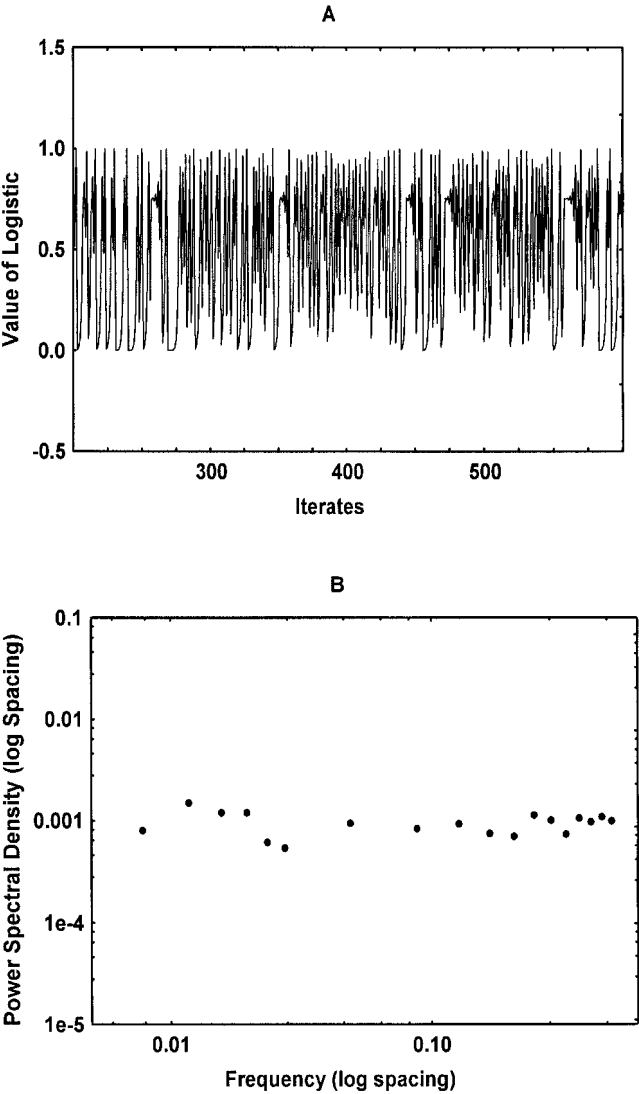 A
1.5
1.0
0.5
0.0
-0.5
Value of Logistic
300 400 500
Iterates
B
0.1
0.01
0.001
1e-4
1e-5
Power Spectral Density (log Spacing)
0.01 0.10
Frequency (log spacing)